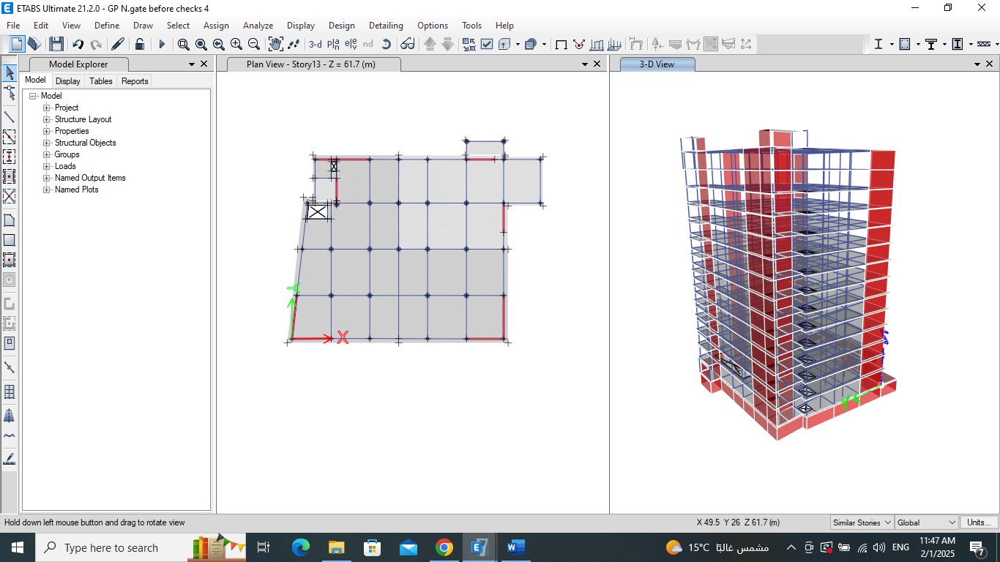 ETABS Ultimate 21.2.0 - GP N.gate before checks 4
File Edit View Define Draw Select Assign Analyze Display Design Detailing Options Tools Help
3-d nd
Model Explorer
Plan View - Story13 - Z = 61.7 (m)
3-D View
Model Display Tables Reports
Model
Project
Structure Layout
Properties
Structural Objects
Groups
Loads
Named Output Items
Named Plots
Y
X
Y
Hold down left mouse button and drag to rotate view
X 49.5 Y 26 Z 61.7 (m)
Similar Stories
Global
Units...
Type here to search
15°C مشمس غالبًا
ENG
11:47 AM
2/1/2025
7